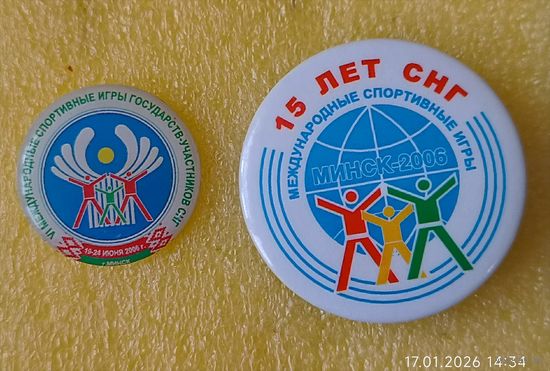 VI МЕЖДУНАРОДНЫЕ СПОРТИВНЫЕ ИГРЫ ГОСУДАРСТВ-УЧАСТНИКОВ СНГ
19-24 ИЮНЯ 2006 г.
г. МИНСК
15 ЛЕТ СНГ
МЕЖДУНАРОДНЫЕ СПОРТИВНЫЕ ИГРЫ
МИНСК-2006
17.01.2026 14:34